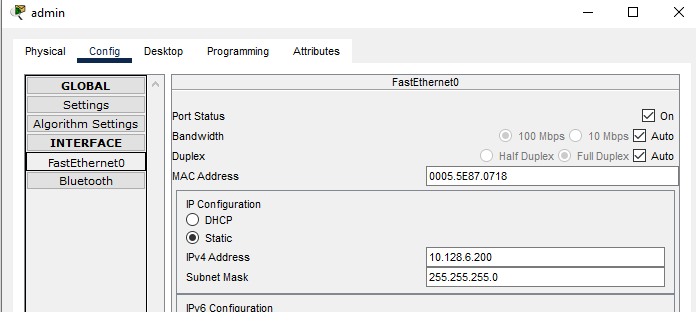 admin
Physical Config Desktop Programming Attributes
GLOBAL
Settings
Algorithm Settings
INTERFACE
FastEthernet0
Bluetooth
FastEthernet0
Port Status On
Bandwidth 100 Mbps 10 Mbps Auto
Duplex Half Duplex Full Duplex Auto
MAC Address 0005.5E87.0718
IP Configuration
DHCP
Static
IPv4 Address 10.128.6.200
Subnet Mask 255.255.255.0
IPv6 Configuration